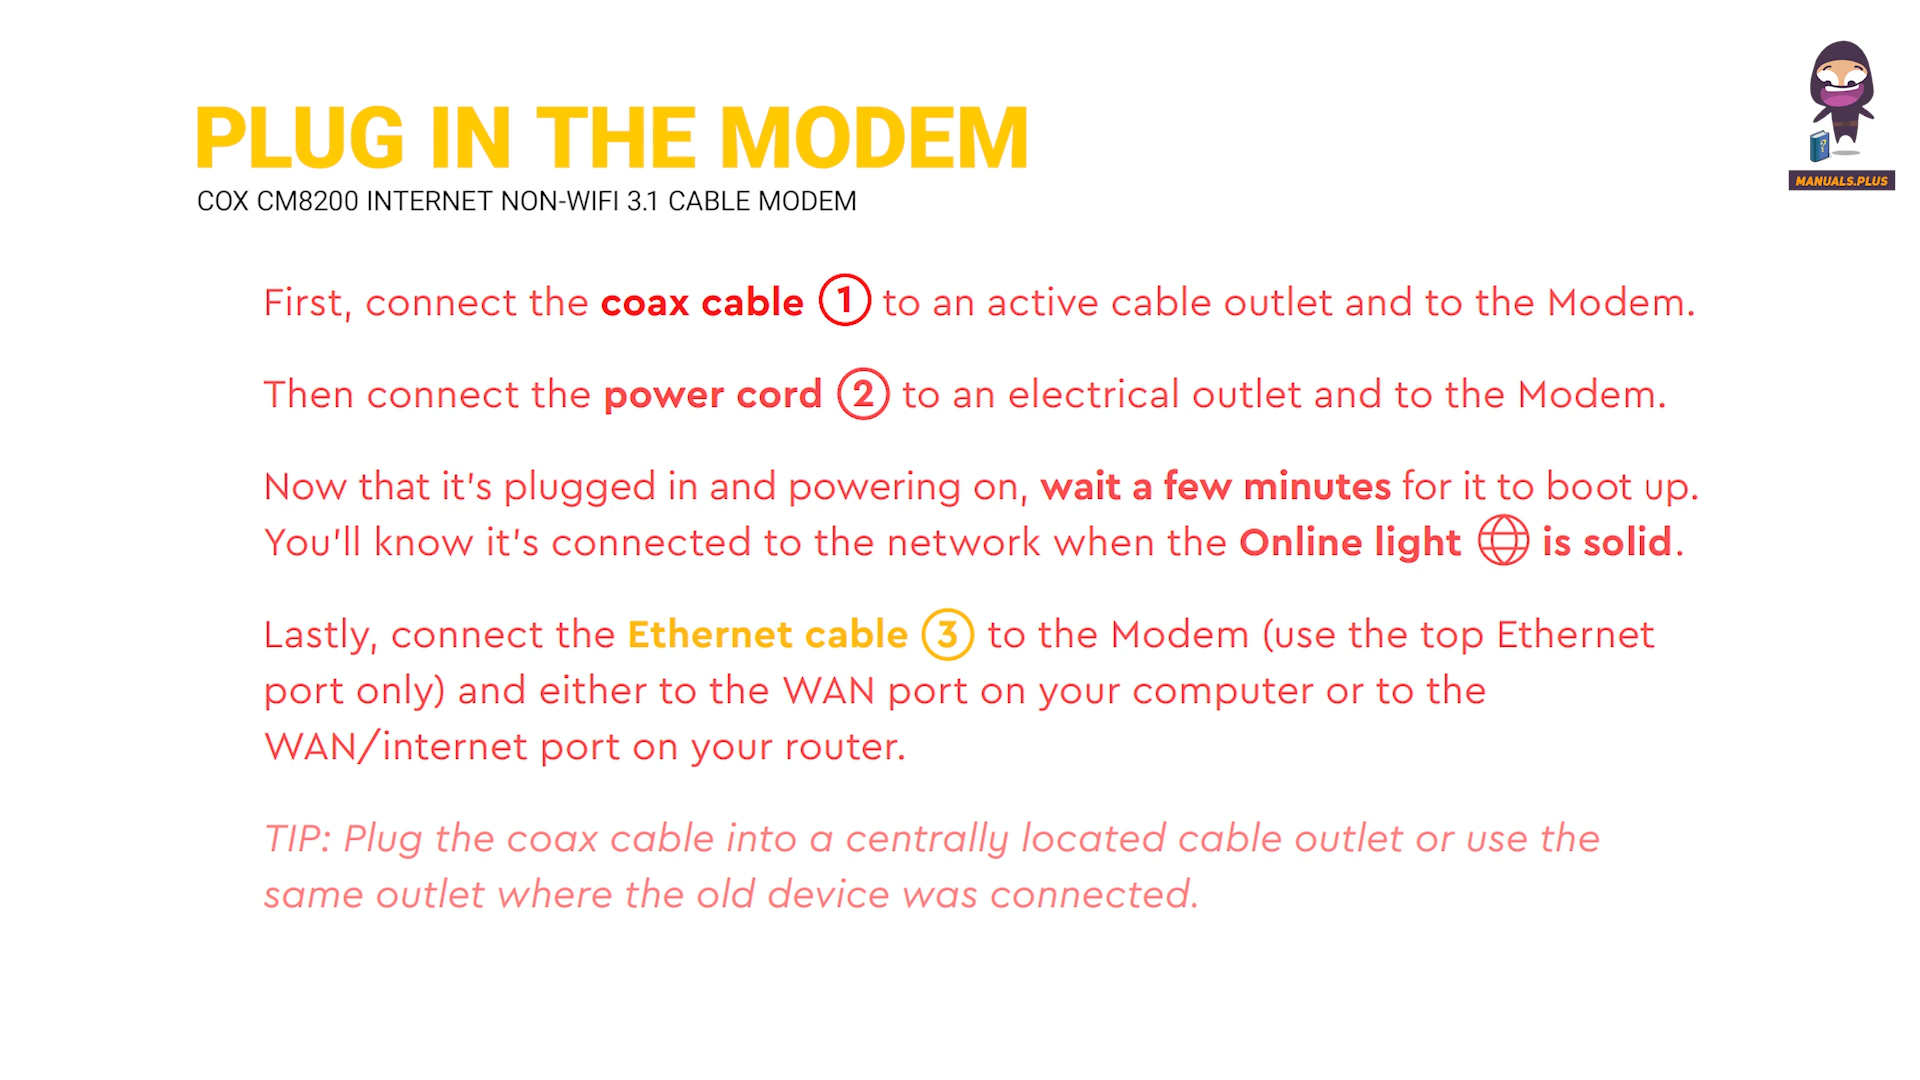 PLUG IN THE MODEM
COX CM8200 INTERNET NON-WIFI 3.1 CABLE MODEM
?
MANUALS.PLUS
First, connect the coax cable 1 to an active cable outlet and to the Modem.
Then connect the power cord 2 to an electrical outlet and to the Modem.
Now that it's plugged in and powering on, wait a few minutes for it to boot up.
You'll know it's connected to the network when the Online light is solid.
Lastly, connect the Ethernet cable 3 to the Modem (use the top Ethernet
port only) and either to the WAN port on your computer or to the
WAN/internet port on your router.
TIP: Plug the coax cable into a centrally located cable outlet or use the
same outlet where the old device was connected.